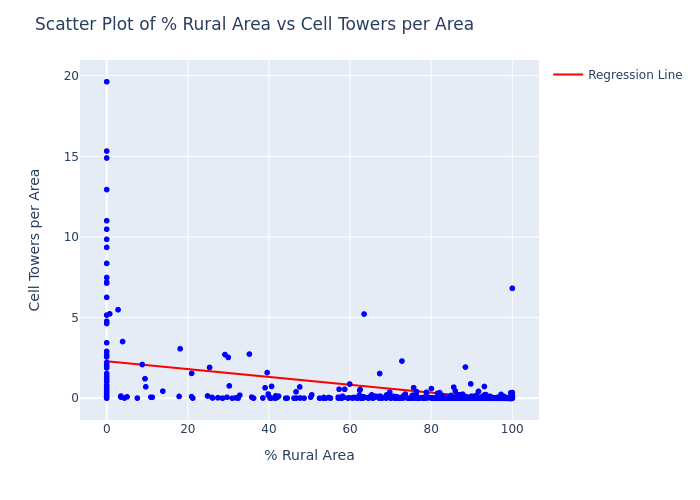 Scatter Plot of % Rural Area vs Cell Towers per Area
Regression Line
20
15
10
5
0
Cell Towers per Area
0 20 40 60 80 100
% Rural Area